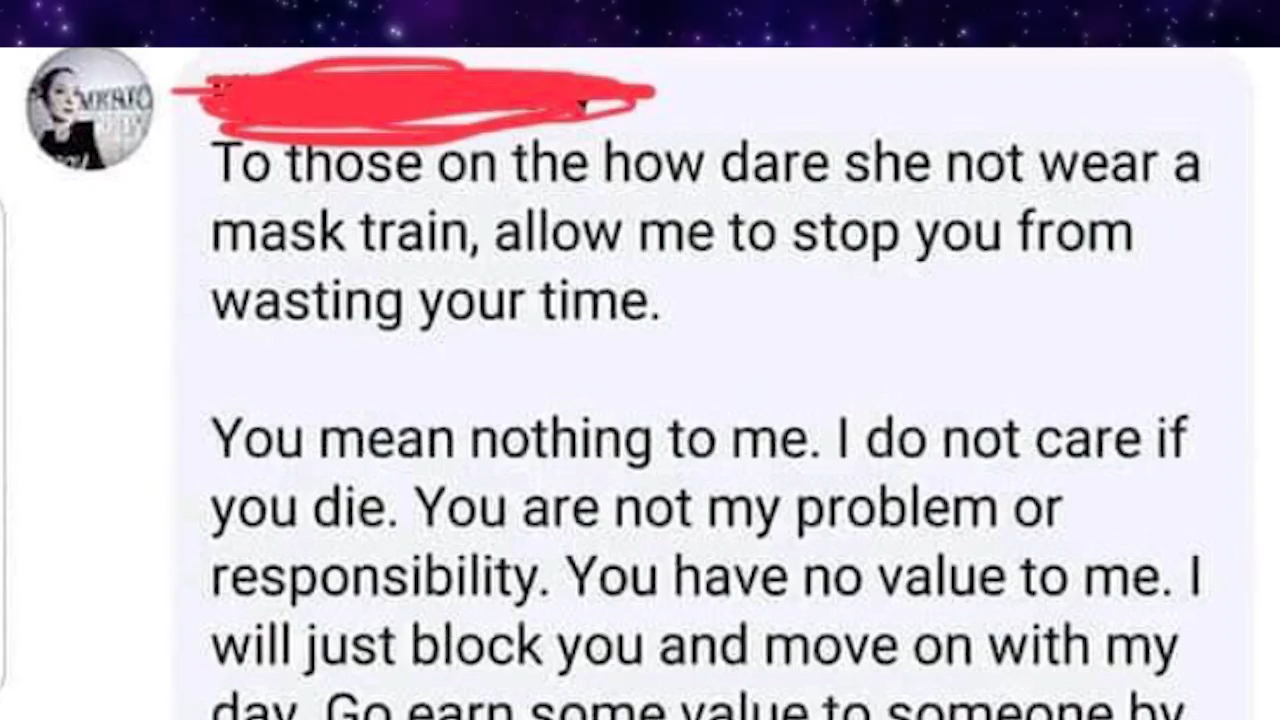 To those on the how dare she not wear a
mask train, allow me to stop you from
wasting your time.
You mean nothing to me. I do not care if
you die. You are not my problem or
responsibility. You have no value to me. I
will just block you and move on with my
day. Go earn some value to someone by